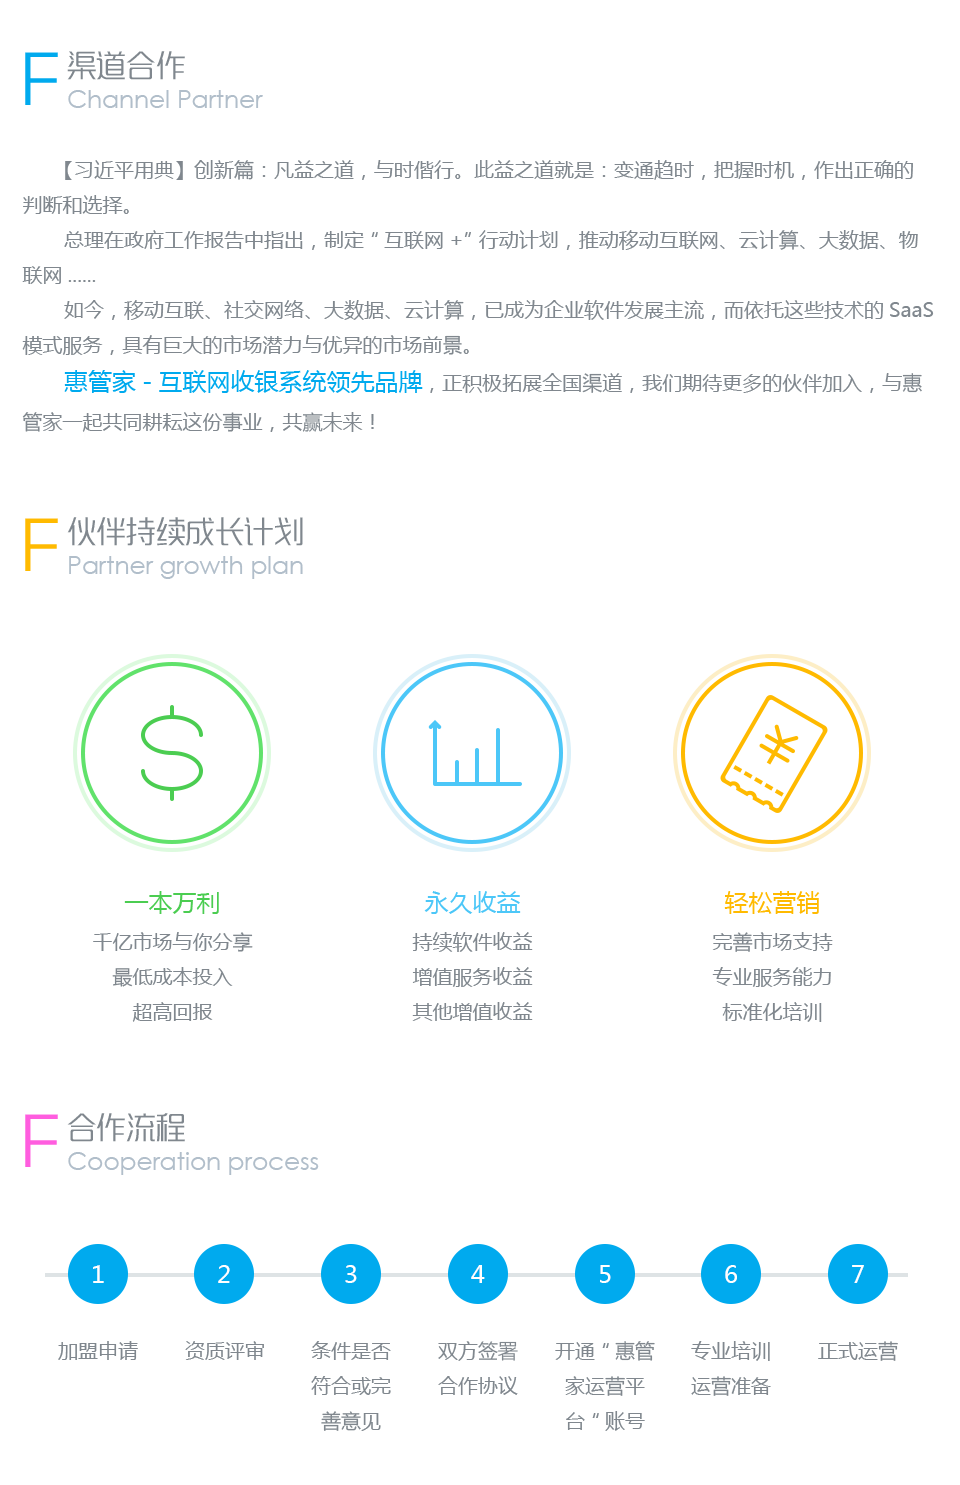 F 渠道合作
Channel Partner
【习近平用典】创新篇：凡益之道，与时偕行。此益之道就是：变通趋时，把握时机，作出正确的
判断和选择。
总理在政府工作报告中指出，制定 “ 互联网 +” 行动计划，推动移动互联网、云计算、大数据、物
联网 ......
如今，移动互联、社交网络、大数据、云计算，已成为企业软件发展主流，而依托这些技术的 SaaS
模式服务，具有巨大的市场潜力与优异的市场前景。
惠管家 - 互联网收银系统领先品牌，正积极拓展全国渠道，我们期待更多的伙伴加入，与惠
管家一起共同耕耘这份事业，共赢未来！
F 伙伴持续成长计划
Partner growth plan
$
¥
一本万利
千亿市场与你分享
最低成本投入
超高回报
永久收益
持续软件收益
增值服务收益
其他增值收益
轻松营销
完善市场支持
专业服务能力
标准化培训
F 合作流程
Cooperation process
1 2 3 4 5 6 7
加盟申请
资质评审
条件是否
符合或完
善意见
双方签署
合作协议
开通 “ 惠管
家运营平
台 “ 账号
专业培训
运营准备
正式运营